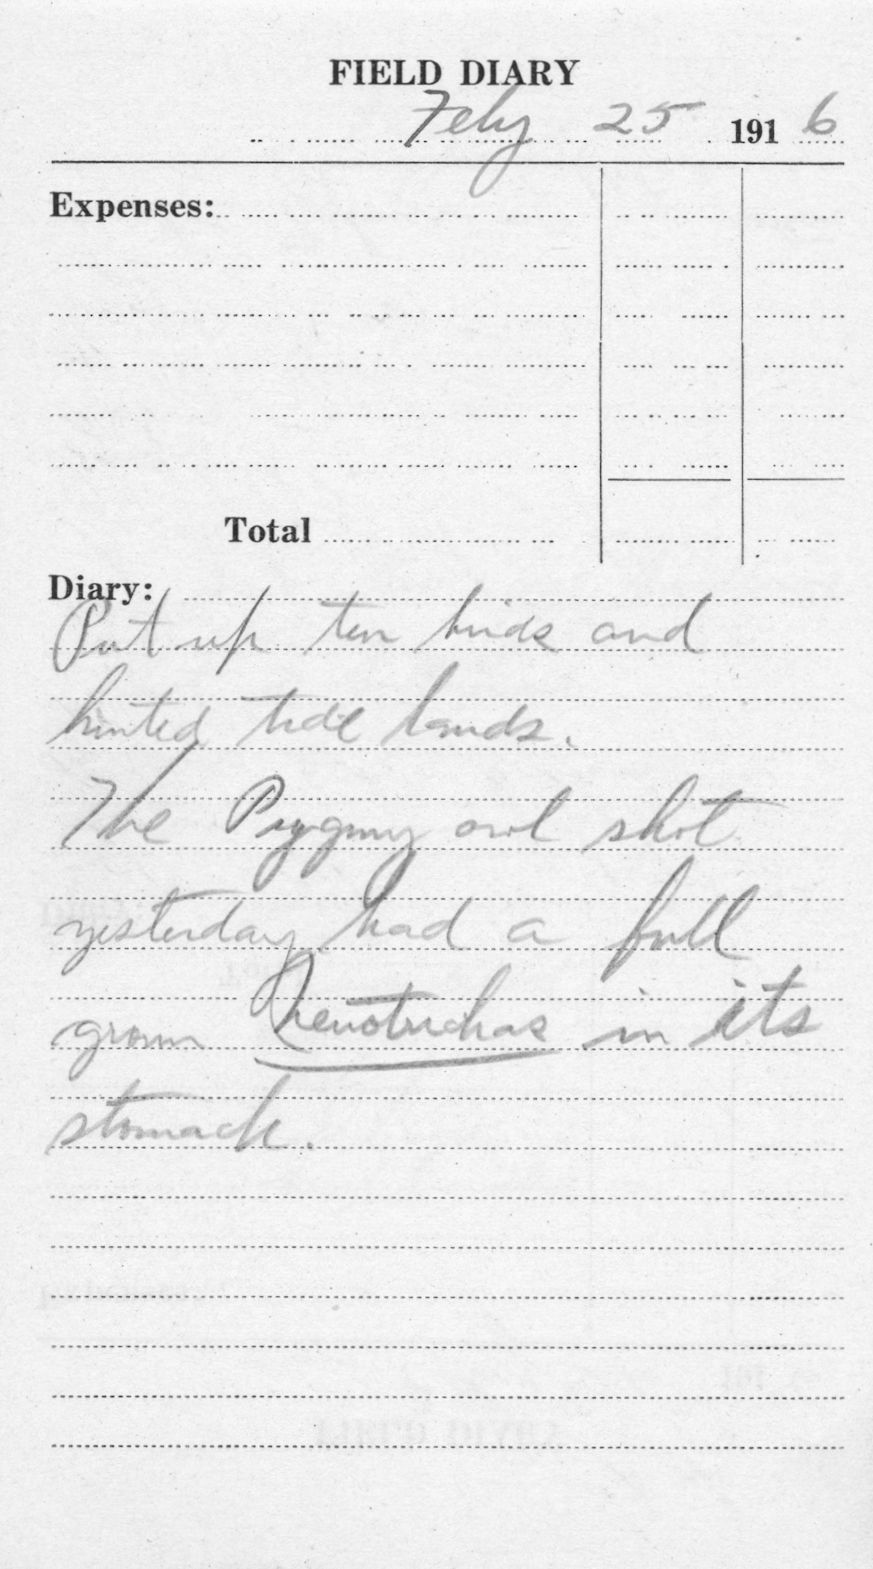 FIELD DIARY
Feby 25 1916
Expenses:
Total
Diary:
Put up ten birds and
hunted tide lands.
The Pygmy owl shot
yesterday had a full
grown in its
stomach.